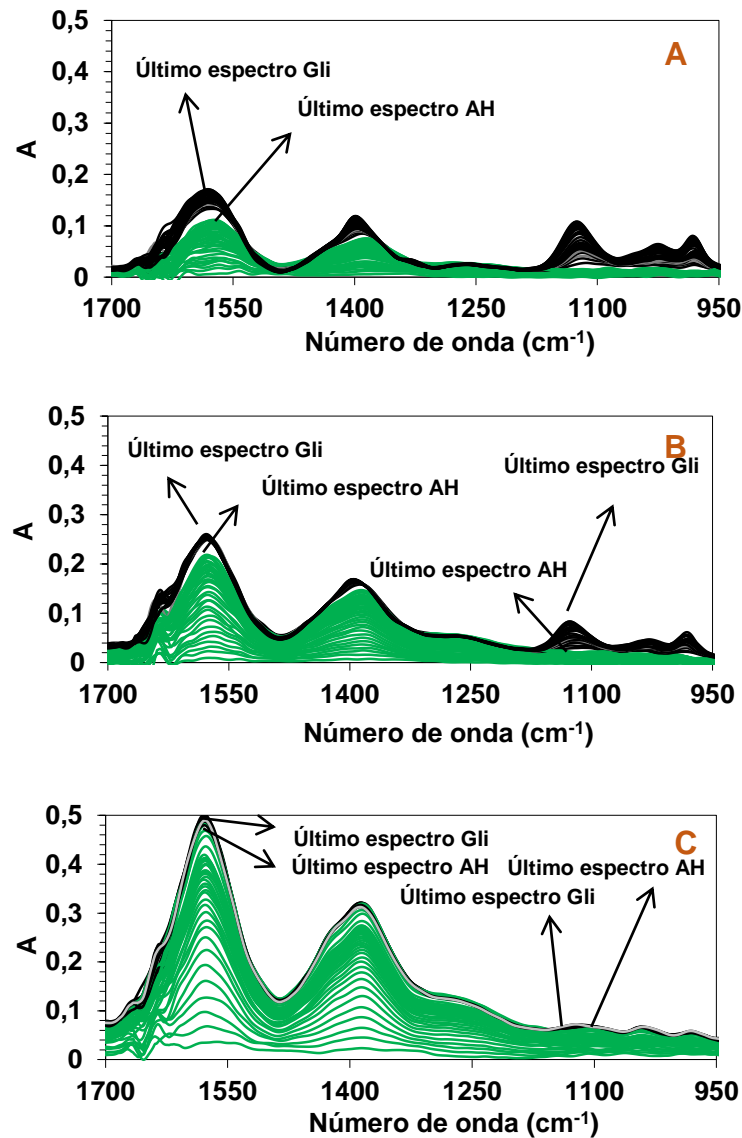 0,5
0,4
0,3
0,2
0,1
0
A
A
Último espectro Gli
Último espectro AH
1700 1550 1400 1250 1100 950
Número de onda (cm-1)
0,5
0,4
0,3
0,2
0,1
0
A
B
Último espectro Gli
Último espectro AH
Último espectro Gli
Último espectro AH
1700 1550 1400 1250 1100 950
Número de onda (cm-1)
0,5
0,4
0,3
0,2
0,1
0
A
C
Último espectro Gli
Último espectro AH
Último espectro AH
Último espectro Gli
1700 1550 1400 1250 1100 950
Número de onda (cm-1)